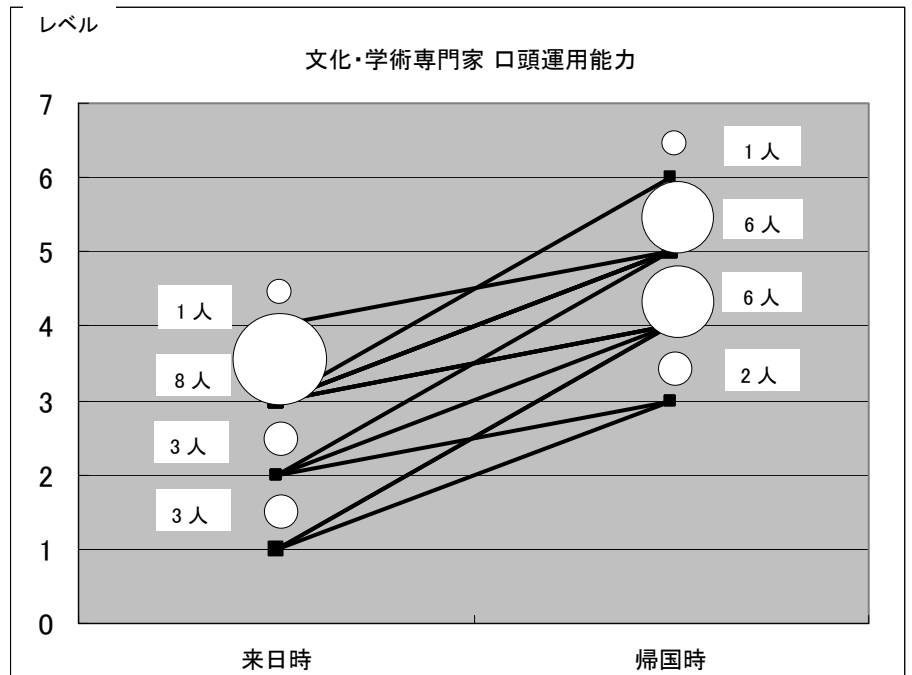 レベル
文化・学術専門家 口頭運用能力
7
6
5
4
3
2
1
0
1 人
8 人
3 人
3 人
1 人
6 人
6 人
2 人
来日時
帰国時